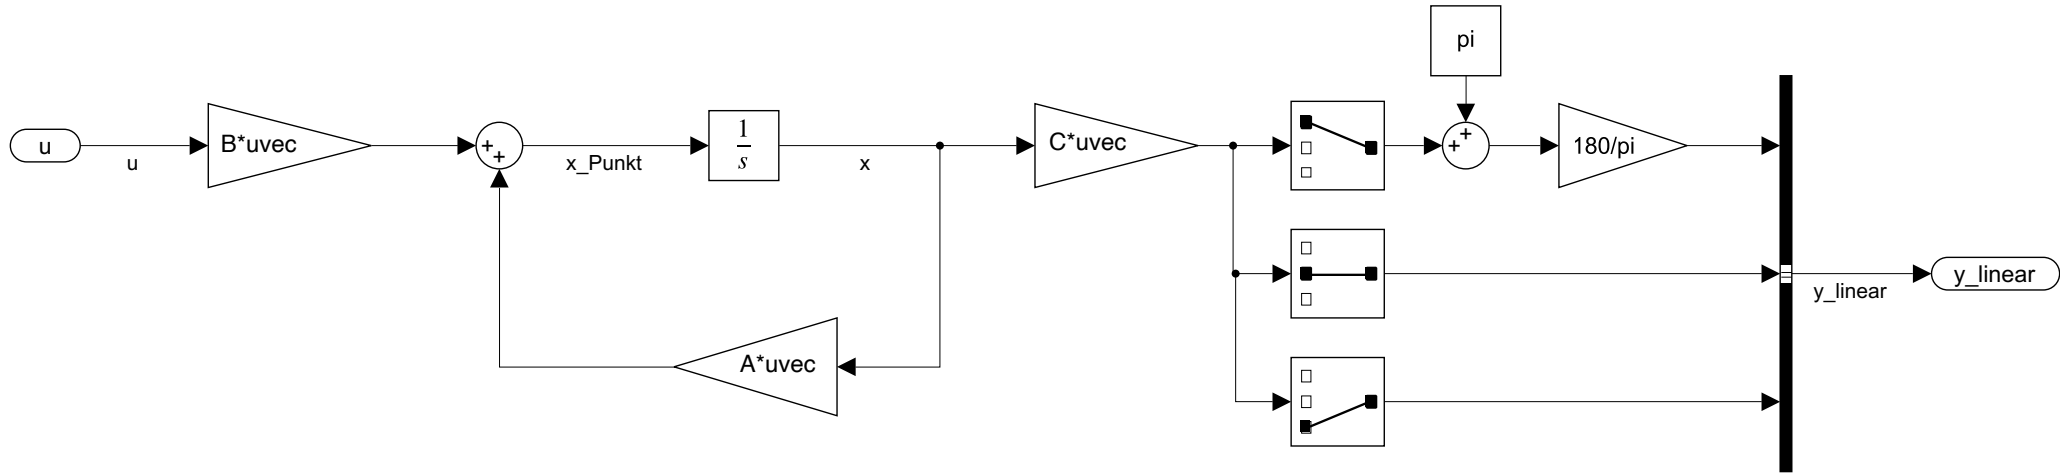 pi
u
B*uvec
+
+
1
s
C*uvec
+
+
180/pi
u
x_Punkt
x
y_linear
y_linear
A*uvec